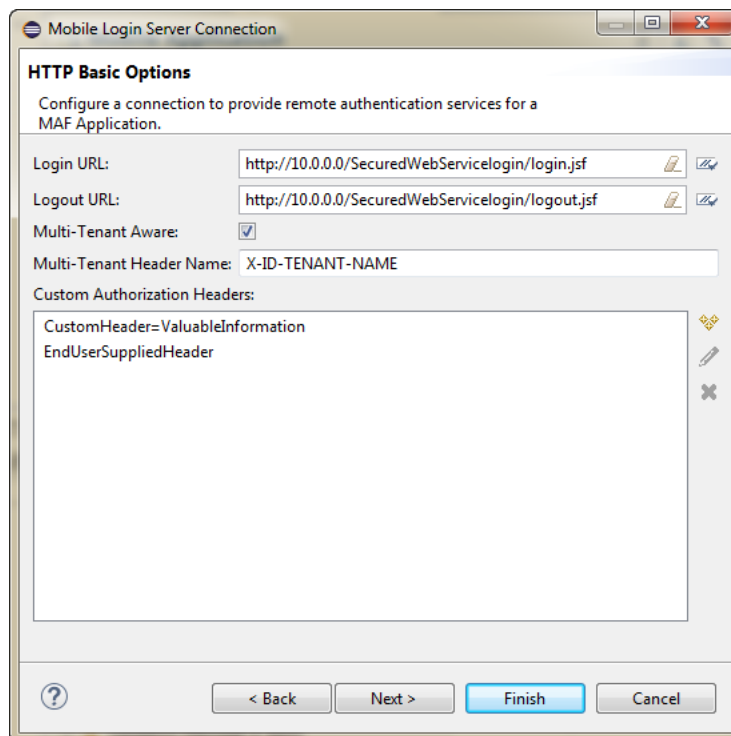 Mobile Login Server Connection
HTTP Basic Options
Configure a connection to provide remote authentication services for a
MAF Application.
Login URL: http://10.0.0.0/SecuredWebServicelogin/login.jsf
Logout URL: http://10.0.0.0/SecuredWebServicelogin/logout.jsf
Multi-Tenant Aware:
Multi-Tenant Header Name: X-ID-TENANT-NAME
Custom Authorization Headers:
CustomHeader=ValuableInformation
EndUserSuppliedHeader
? < Back Next > Finish Cancel